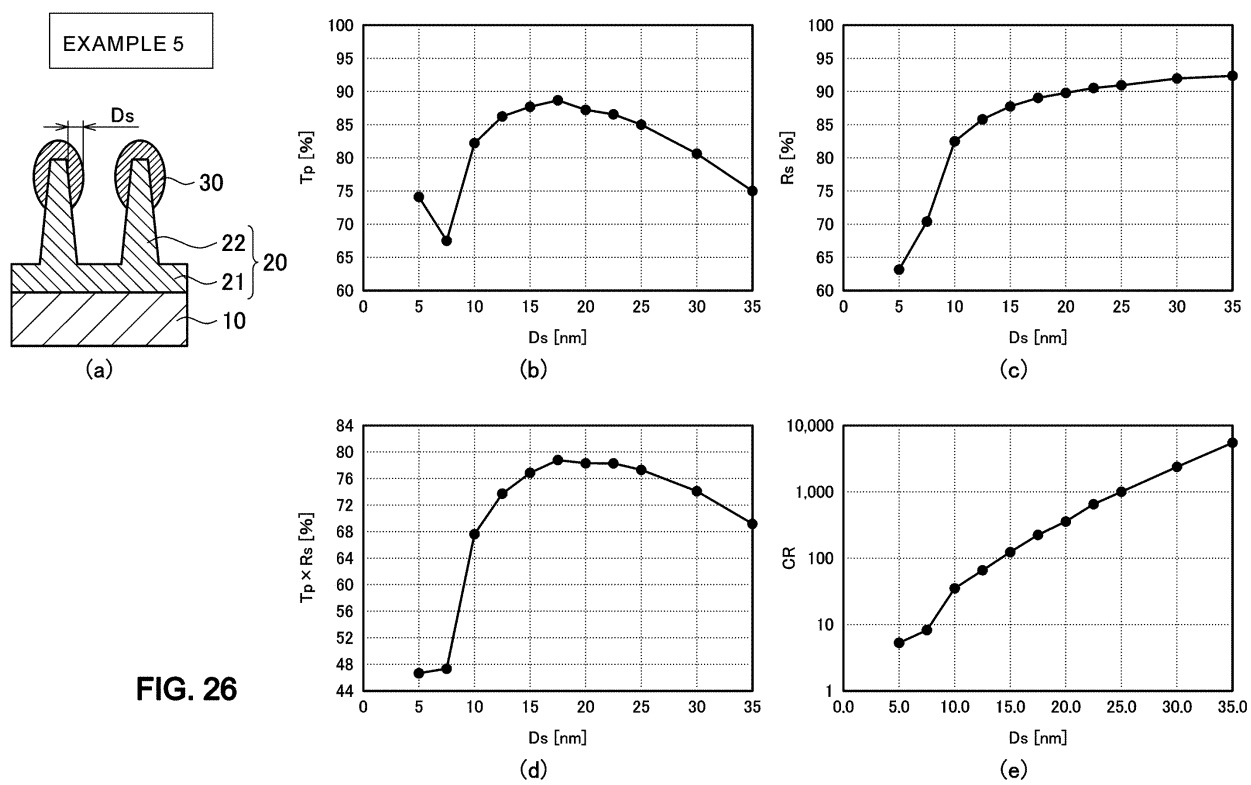 EXAMPLE 5
Ds
30
22
21
20
10
(a)
100
95
90
85
80
75
70
65
60
Tp [%]
0 5 10 15 20 25 30 35
Ds [nm]
(b)
100
95
90
85
80
75
70
65
60
Rs [%]
0 5 10 15 20 25 30 35
Ds [nm]
(c)
84
80
76
72
68
64
60
56
52
48
44
Tp × Rs [%]
0 5 10 15 20 25 30 35
Ds [nm]
(d)
10,000
1,000
100
10
1
CR
0.0 5.0 10.0 15.0 20.0 25.0 30.0 35.0
Ds [nm]
(e)
FIG. 26